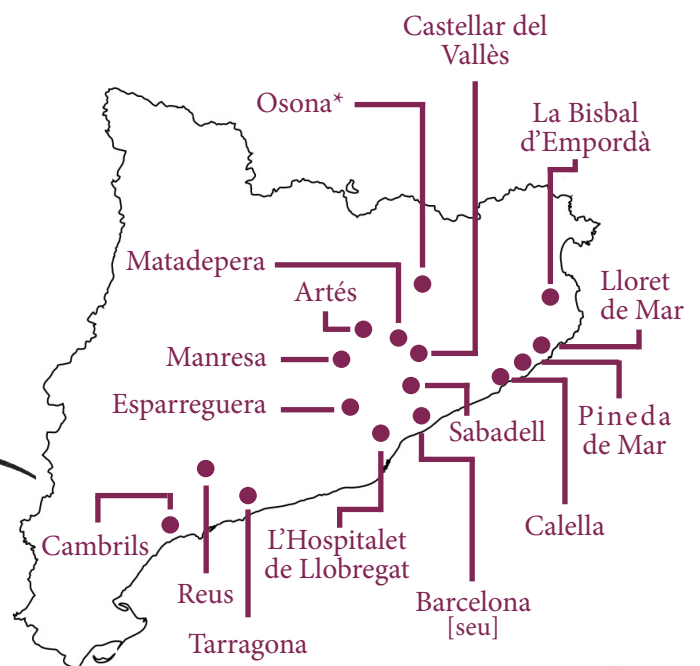 Castellar del
Vallès
Osona*
La Bisbal
d'Empordà
Matadepera
Artés
Lloret
de Mar
Manresa
Esparreguera
Sabadell
Pineda
de Mar
Cambrils
L'Hospitalet
de Llobregat
Calella
Reus
Barcelona
[seu]
Tarragona